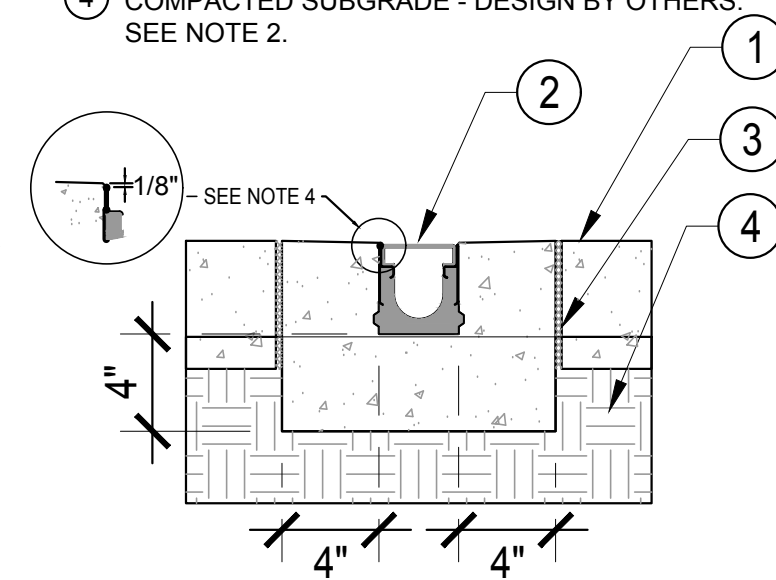 4 COMPACTED SUBGRADE - DESIGN BY OTHERS.
SEE NOTE 2.
1
2
3
1/8"
SEE NOTE 4
4
4"
4" 4"